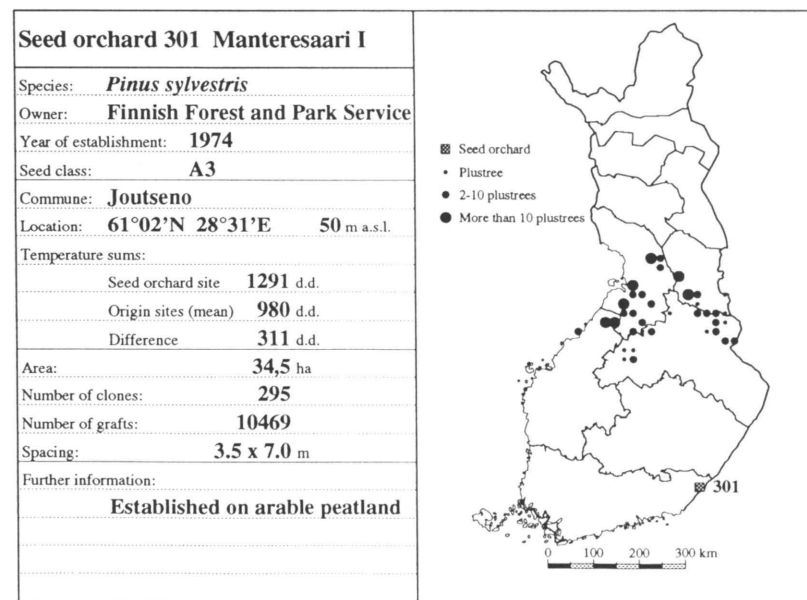 Seed orchard 301 Manteresaari I
Species: Pinus sylvestris
Owner: Finnish Forest and Park Service
Year of establishment: 1974
Seed class: A3
Commune: Joutseno
Location: 61°02’N 28°31’E 50 m a.s.l.
Temperature sums:
Seed orchard site 1291 d.d.
Origin sites (mean) 980 d.d.
Difference 311 d.d.
Area: 34,5 ha
Number of clones: 295
Number of grafts: 10469
Spacing: 3.5 x 7.0 m
Further information:
Established on arable peatland
Seed orchard
Plustree
2-10 plustrees
More than 10 plustrees
301
0 100 200 300 km